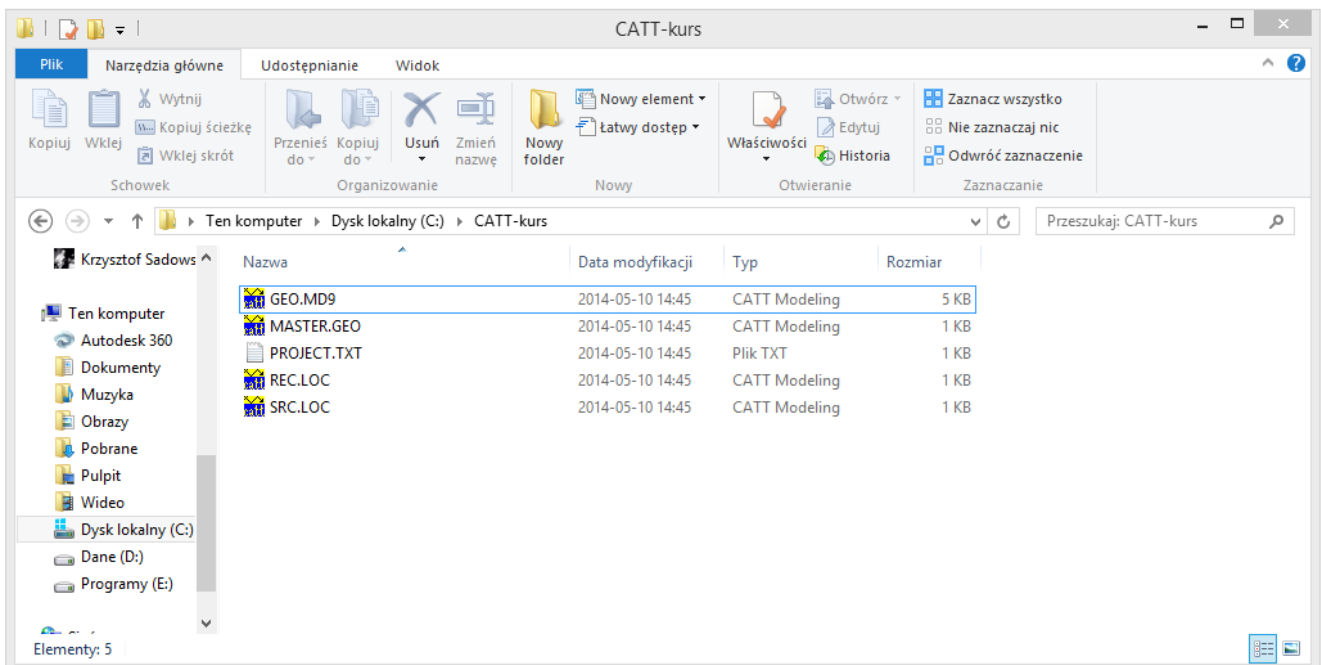 CATT-kurs
Plik Narzędzia główne Udostępnianie Widok
Kopiuj
Wklej
Wytnij
Kopiuj ścieżkę
Wklej skrót
Schowek
Przenieś do
Kopiuj do
Usuń
Zmień nazwę
Organizowanie
Nowy folder
Nowy element
Łatwy dostęp
Nowy
Właściwości
Otwórz
Edytuj
Historia
Otwieranie
Zaznacz wszystko
Nie zaznaczaj nic
Odwróć zaznaczenie
Zaznaczanie
Ten komputer Dysk lokalny (C:) CATT-kurs
Przeszukaj: CATT-kurs
Krzysztof Sadows
Ten komputer
Autodesk 360
Dokumenty
Muzyka
Obrazy
Pobrane
Pulpit
Wideo
Dysk lokalny (C:)
Dane (D:)
Programy (E:)
Nazwa Data modyfikacji Typ Rozmiar
GEO.MD9 2014-05-10 14:45 CATT Modeling 5 KB
MASTER.GEO 2014-05-10 14:45 CATT Modeling 1 KB
PROJECT.TXT 2014-05-10 14:45 Plik TXT 1 KB
REC.LOC 2014-05-10 14:45 CATT Modeling 1 KB
SRC.LOC 2014-05-10 14:45 CATT Modeling 1 KB
Elementy: 5